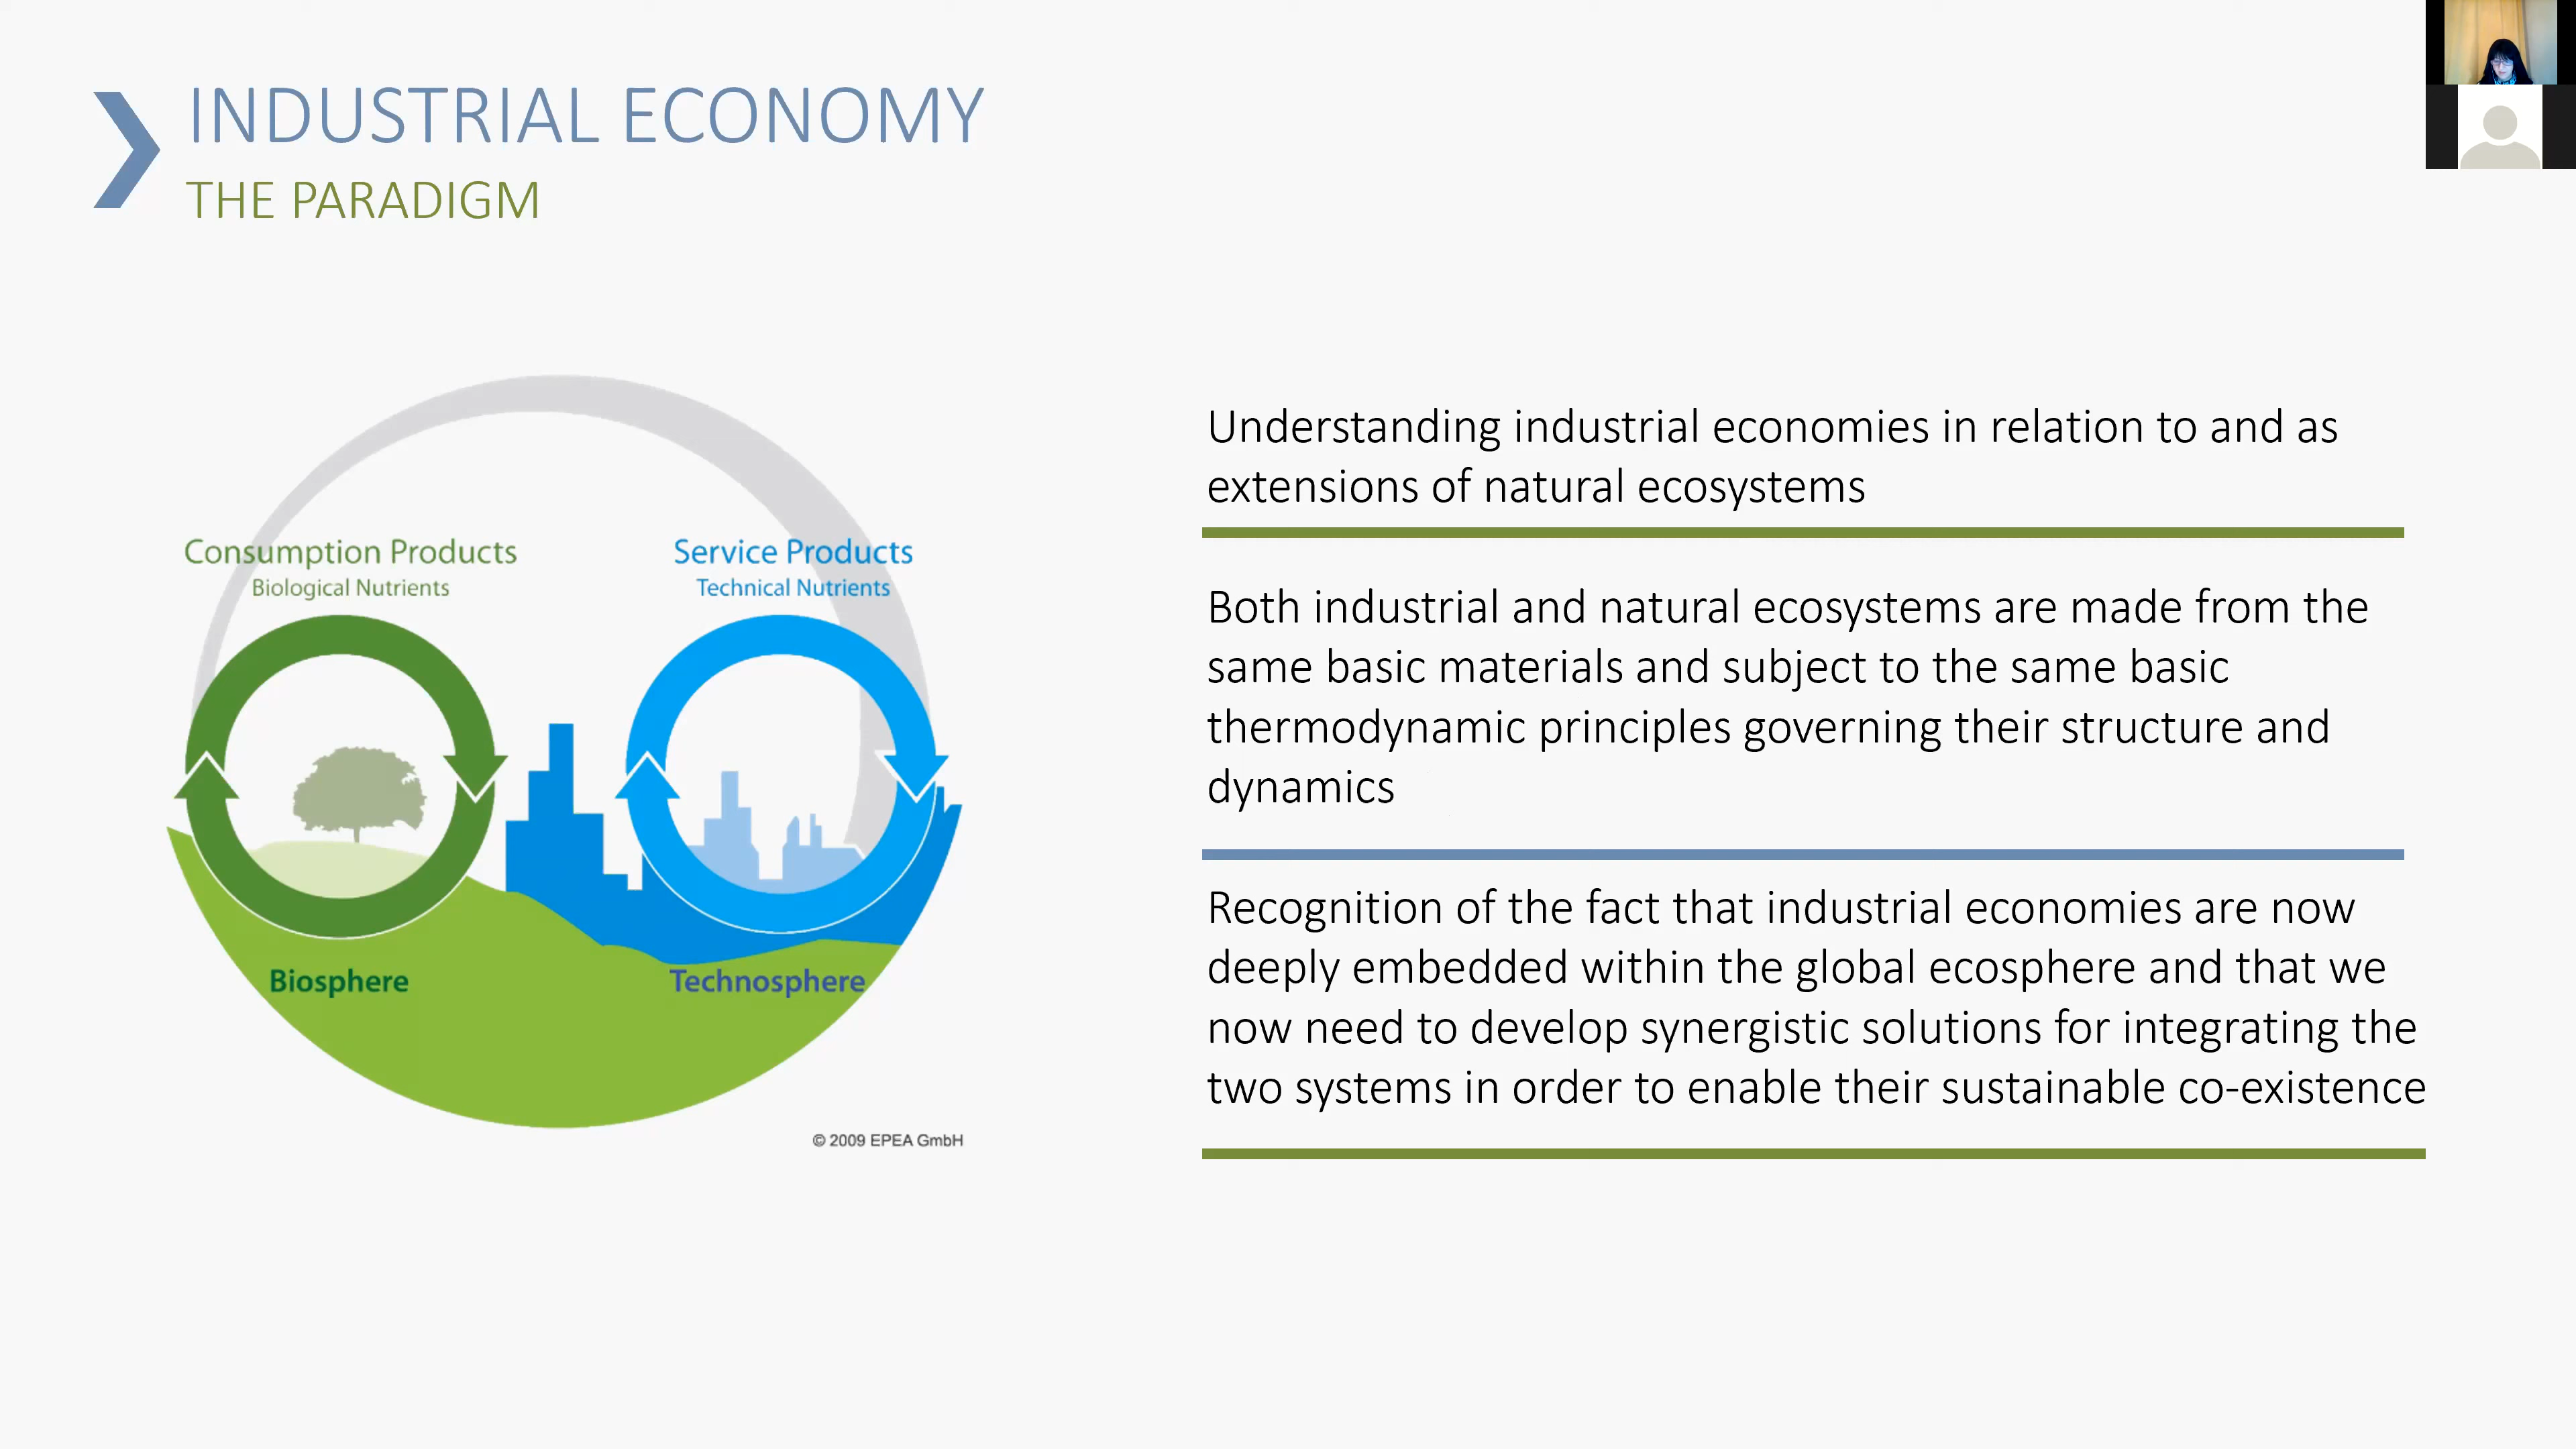 INDUSTRIAL ECONOMY
THE PARADIGM
Consumption Products
Biological Nutrients
Service Products
Technical Nutrients
Biosphere
Technosphere
© 2009 EPEA GmbH
Understanding industrial economies in relation to and as
extensions of natural ecosystems
Both industrial and natural ecosystems are made from the
same basic materials and subject to the same basic
thermodynamic principles governing their structure and
dynamics
Recognition of the fact that industrial economies are now
deeply embedded within the global ecosphere and that we
now need to develop synergistic solutions for integrating the
two systems in order to enable their sustainable co-existence